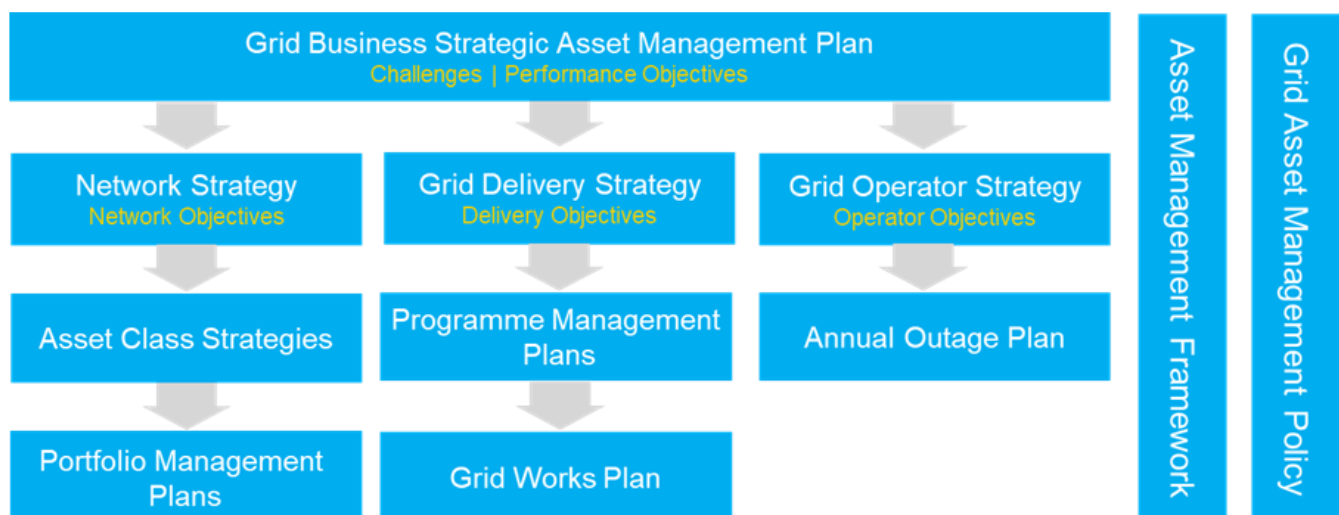 Grid Business Strategic Asset Management Plan
Challenges | Performance Objectives
Network Strategy
Network Objectives
Grid Delivery Strategy
Delivery Objectives
Grid Operator Strategy
Operator Objectives
Asset Class Strategies
Programme Management
Plans
Annual Outage Plan
Portfolio Management
Plans
Grid Works Plan
Asset Management Framework
Grid Asset Management Policy